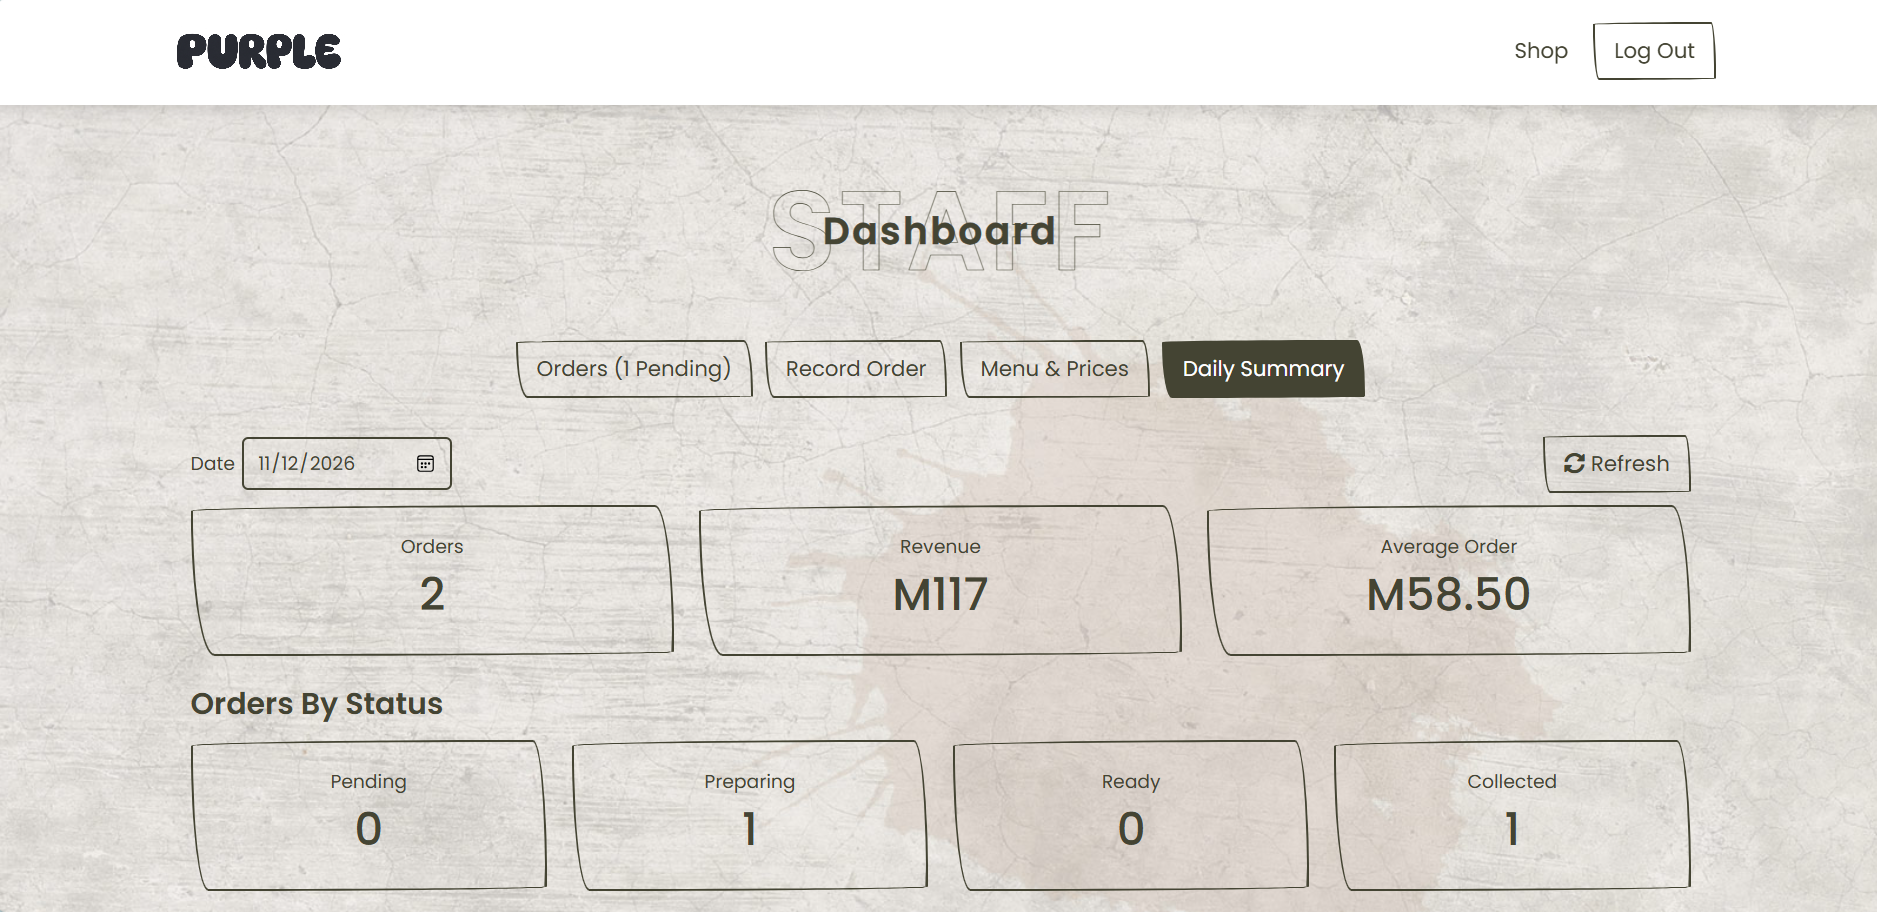 PURPLE
Shop
Log Out
STAFF
Dashboard
Orders (1 Pending)
Record Order
Menu & Prices
Daily Summary
Date 11/12/2026
Refresh
Orders
2
Revenue
M117
Average Order
M58.50
Orders By Status
Pending
0
Preparing
1
Ready
0
Collected
1